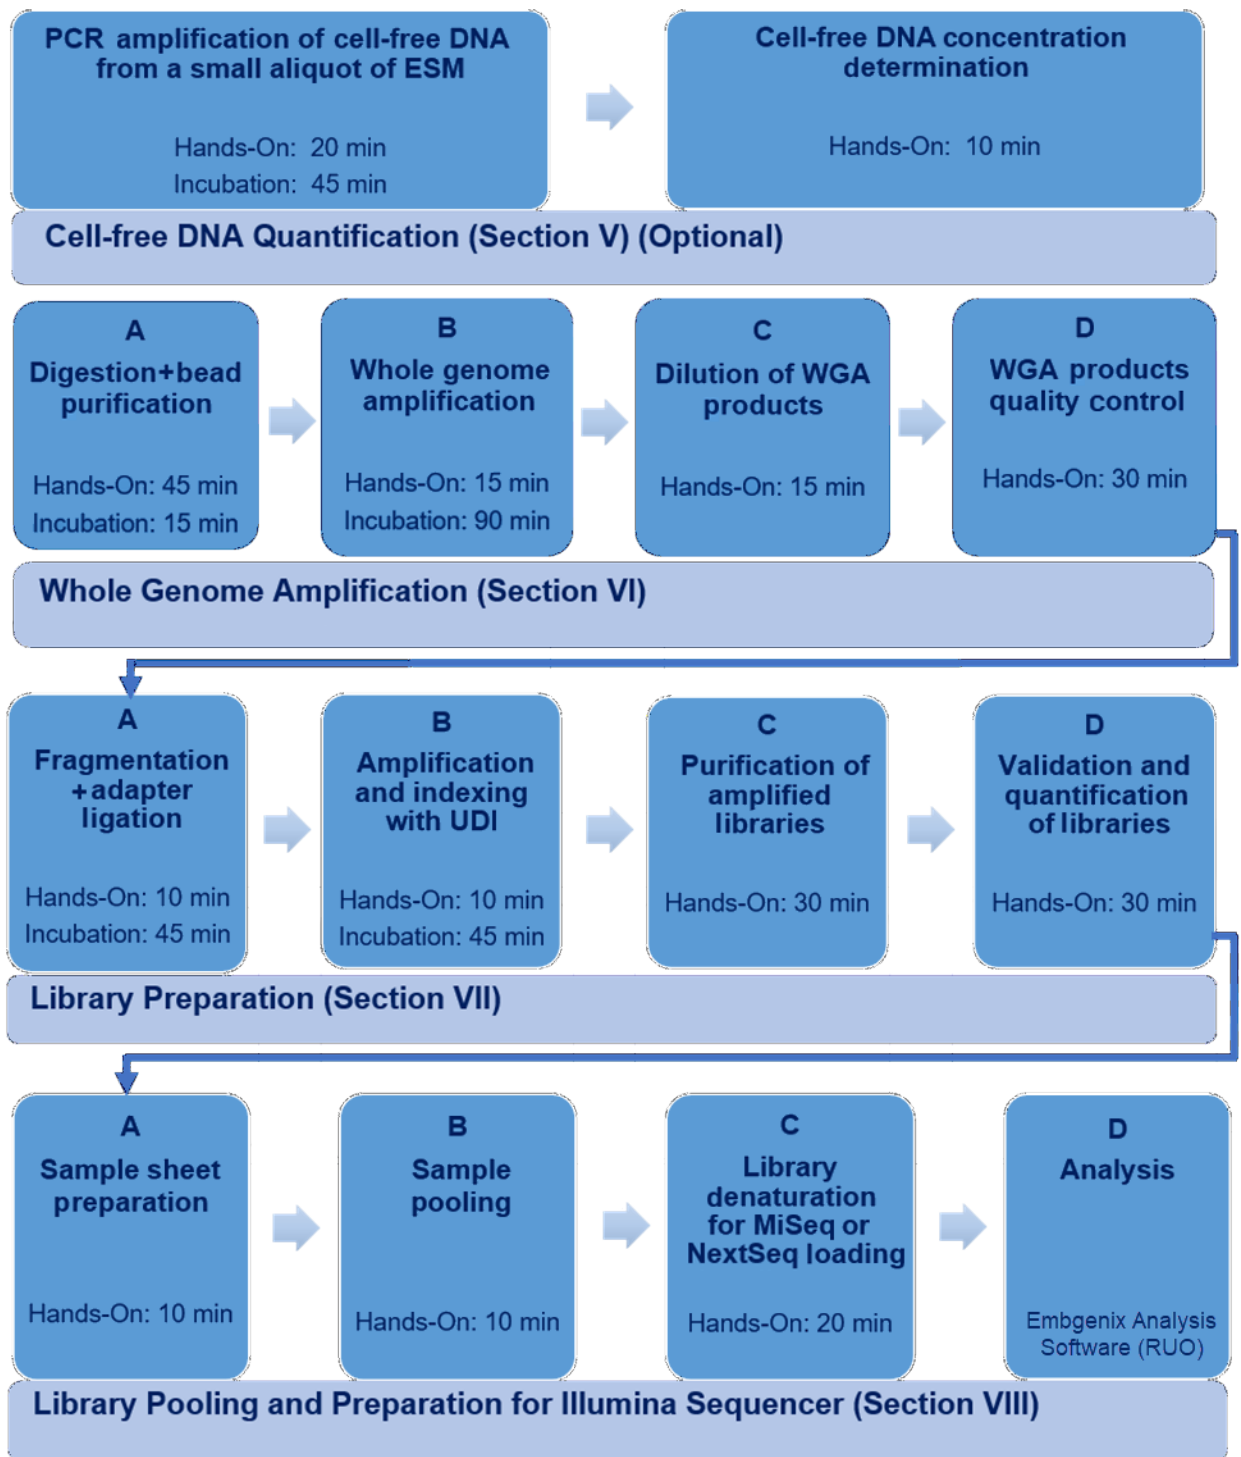 PCR amplification of cell-free DNA
from a small aliquot of ESM
Hands-On: 20 min
Incubation: 45 min
Cell-free DNA concentration
determination
Hands-On: 10 min
Cell-free DNA Quantification (Section V) (Optional)
A
Digestion+bead
purification
Hands-On: 45 min
Incubation: 15 min
B
Whole genome
amplification
Hands-On: 15 min
Incubation: 90 min
C
Dilution of WGA
products
Hands-On: 15 min
D
WGA products
quality control
Hands-On: 30 min
Whole Genome Amplification (Section VI)
A
Fragmentation
+adapter
ligation
Hands-On: 10 min
Incubation: 45 min
B
Amplification
and indexing
with UDI
Hands-On: 10 min
Incubation: 45 min
C
Purification of
amplified
libraries
Hands-On: 30 min
D
Validation and
quantification
of libraries
Hands-On: 30 min
Library Preparation (Section VII)
A
Sample sheet
preparation
Hands-On: 10 min
B
Sample
pooling
Hands-On: 10 min
C
Library
denaturation
for MiSeq or
NextSeq loading
Hands-On: 20 min
D
Analysis
Embgenix Analysis
Software (RUO)
Library Pooling and Preparation for Illumina Sequencer (Section VIII)